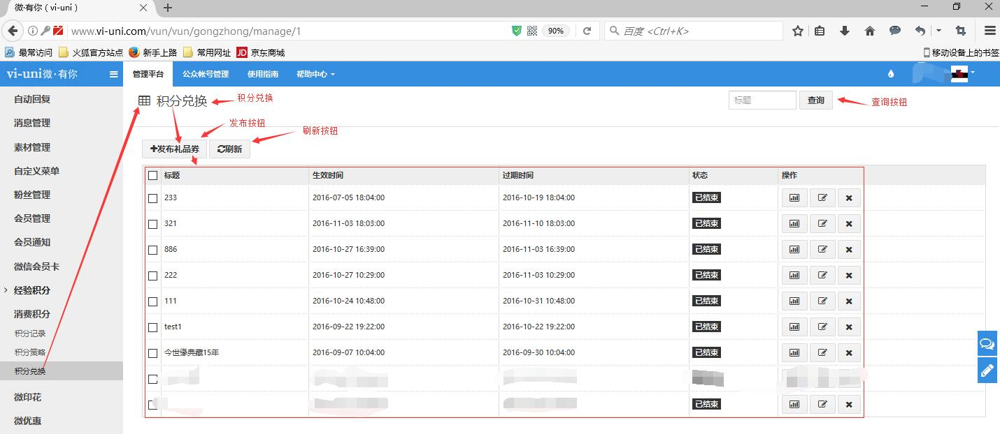 微·有你（vi-uni）
www.vi-uni.com/vun/vun/gongzhong/manage/1
90%
百度 <Ctrl+K>
最常访问 火狐官方站点 新手上路 常用网址 JD 京东商城 移动设备上的书签
vi-uni微·有你 管理平台 公众帐号管理 使用指南 帮助中心
自动回复
消息管理
素材管理
自定义菜单
粉丝管理
会员管理
会员通知
微信会员卡
经验积分
消费积分
积分记录
积分策略
积分兑换
微印花
微优惠
积分兑换 积分兑换 标题 查询 查询按钮
发布按钮
刷新按钮
发布礼品券 刷新
标题 生效时间 过期时间 状态 操作
233 2016-07-05 18:04:00 2016-10-19 18:04:00 已结束
321 2016-11-03 18:03:00 2016-11-10 18:03:00 已结束
886 2016-10-27 16:39:00 2016-11-03 16:39:00 已结束
222 2016-10-27 10:29:00 2016-11-03 10:29:00 已结束
111 2016-10-24 10:48:00 2016-10-31 10:48:00 已结束
test1 2016-09-22 19:22:00 2016-10-22 19:22:00 已结束
今世缘典藏15年 2016-09-07 10:04:00 2016-09-30 10:04:00 已结束
已结束